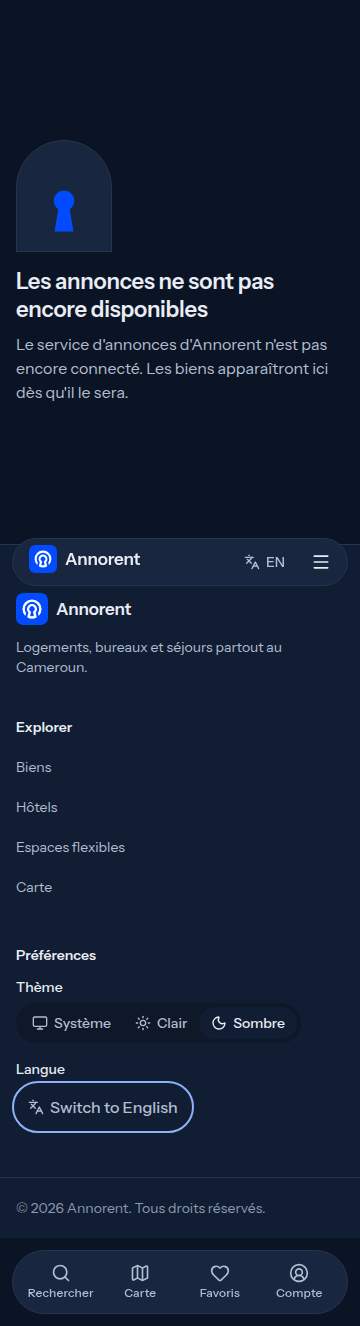 Les annonces ne sont pas
encore disponibles
Le service d'annonces d'Annorent n'est pas
encore connecté. Les biens apparaîtront ici
dès qu'il le sera.
Annorent
EN
Annorent
Logements, bureaux et séjours partout au
Cameroun.
Explorer
Biens
Hôtels
Espaces flexibles
Carte
Préférences
Thème
Système Clair Sombre
Langue
Switch to English
© 2026 Annorent. Tous droits réservés.
Rechercher Carte Favoris Compte